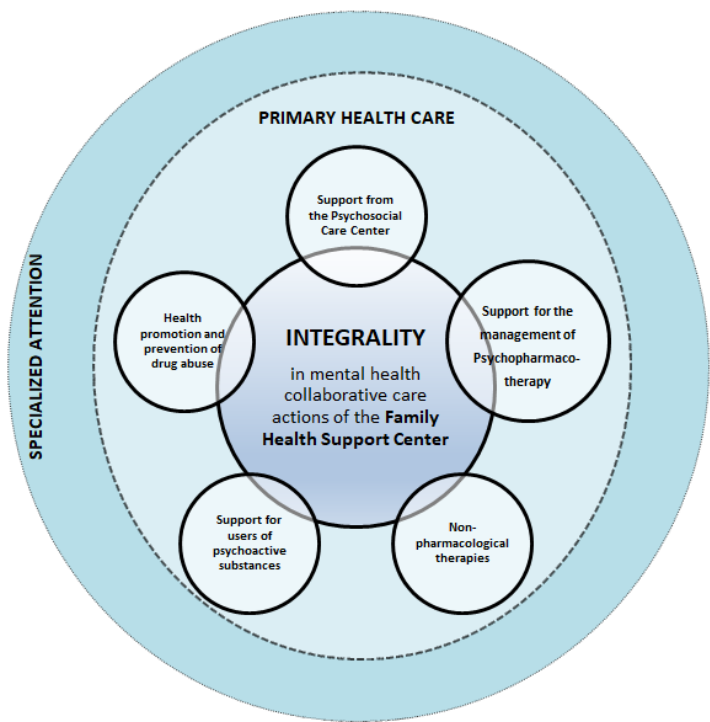 PRIMARY HEALTH CARE
Support from
the Psychosocial
Care Center
SPECIALIZED ATTENTION
Health
promotion and
prevention of
drug abuse
INTEGRALITY
in mental health
collaborative care
actions of the Family
Health Support Center
Support for the
management of
Psychopharmaco-
therapy
Support for
users of
psychoactive
substances
Non-
pharmacological
therapies